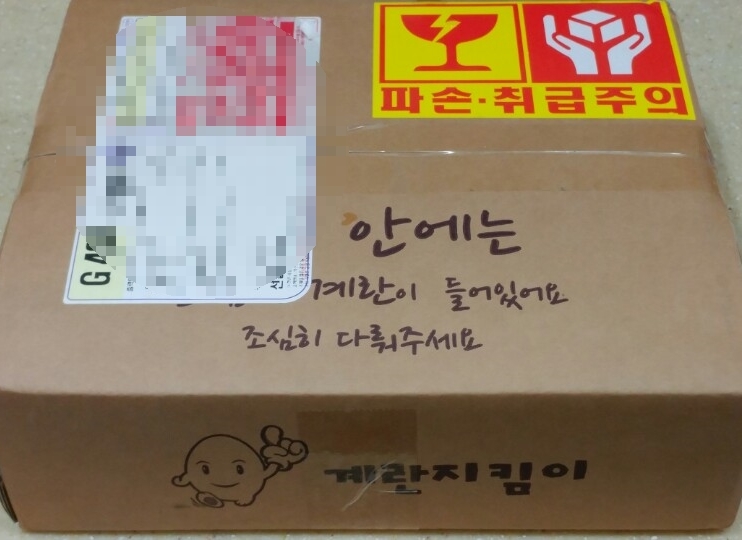 파손·취급주의
안에는
계란이 들어있어요
조심히 다뤄주세요
계란지킴이
G